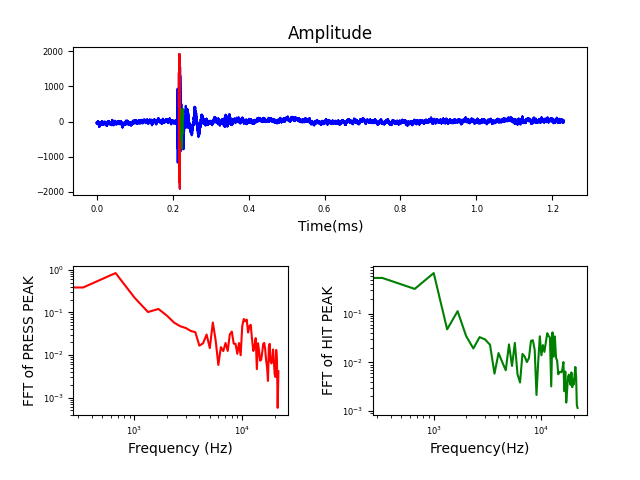 Amplitude
2000
1000
0
−1000
−2000
0.0 0.2 0.4 0.6 0.8 1.0 1.2
Time(ms)
FFT of PRESS PEAK
10⁰
10⁻¹
10⁻²
10⁻³
10³ 10⁴
Frequency (Hz)
FFT of HIT PEAK
10⁻¹
10⁻²
10⁻³
10³ 10⁴
Frequency(Hz)